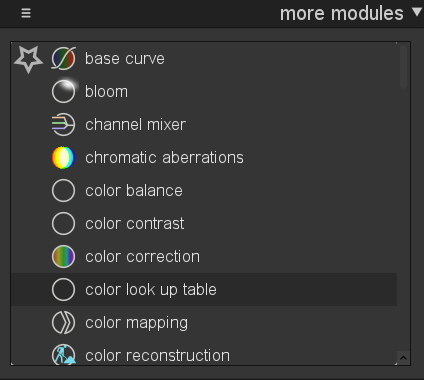 more modules
base curve
bloom
channel mixer
chromatic aberrations
color balance
color contrast
color correction
color look up table
color mapping
color reconstruction